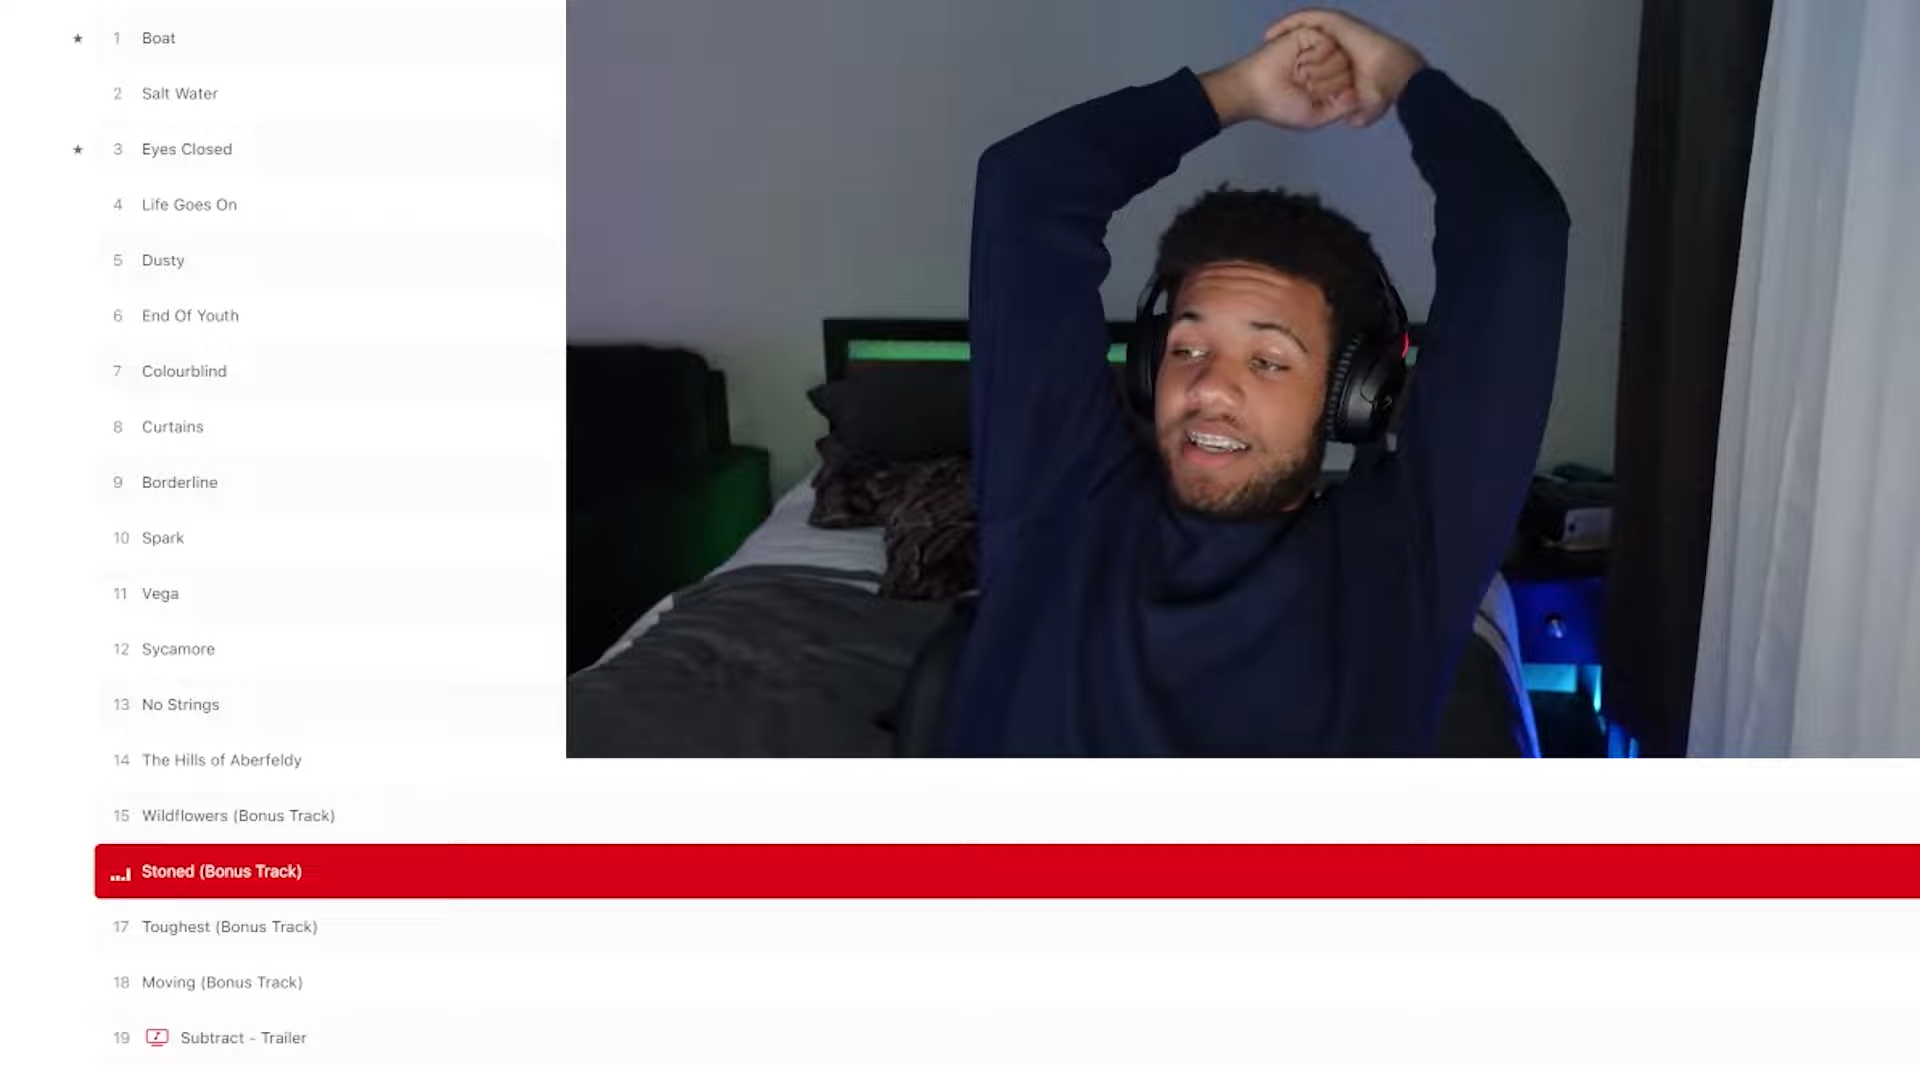 ★ 1 Boat
2 Salt Water
★ 3 Eyes Closed
4 Life Goes On
5 Dusty
6 End Of Youth
7 Colourblind
8 Curtains
9 Borderline
10 Spark
11 Vega
12 Sycamore
13 No Strings
14 The Hills of Aberfeldy
15 Wildflowers (Bonus Track)
Stoned (Bonus Track)
17 Toughest (Bonus Track)
18 Moving (Bonus Track)
19 Subtract - Trailer